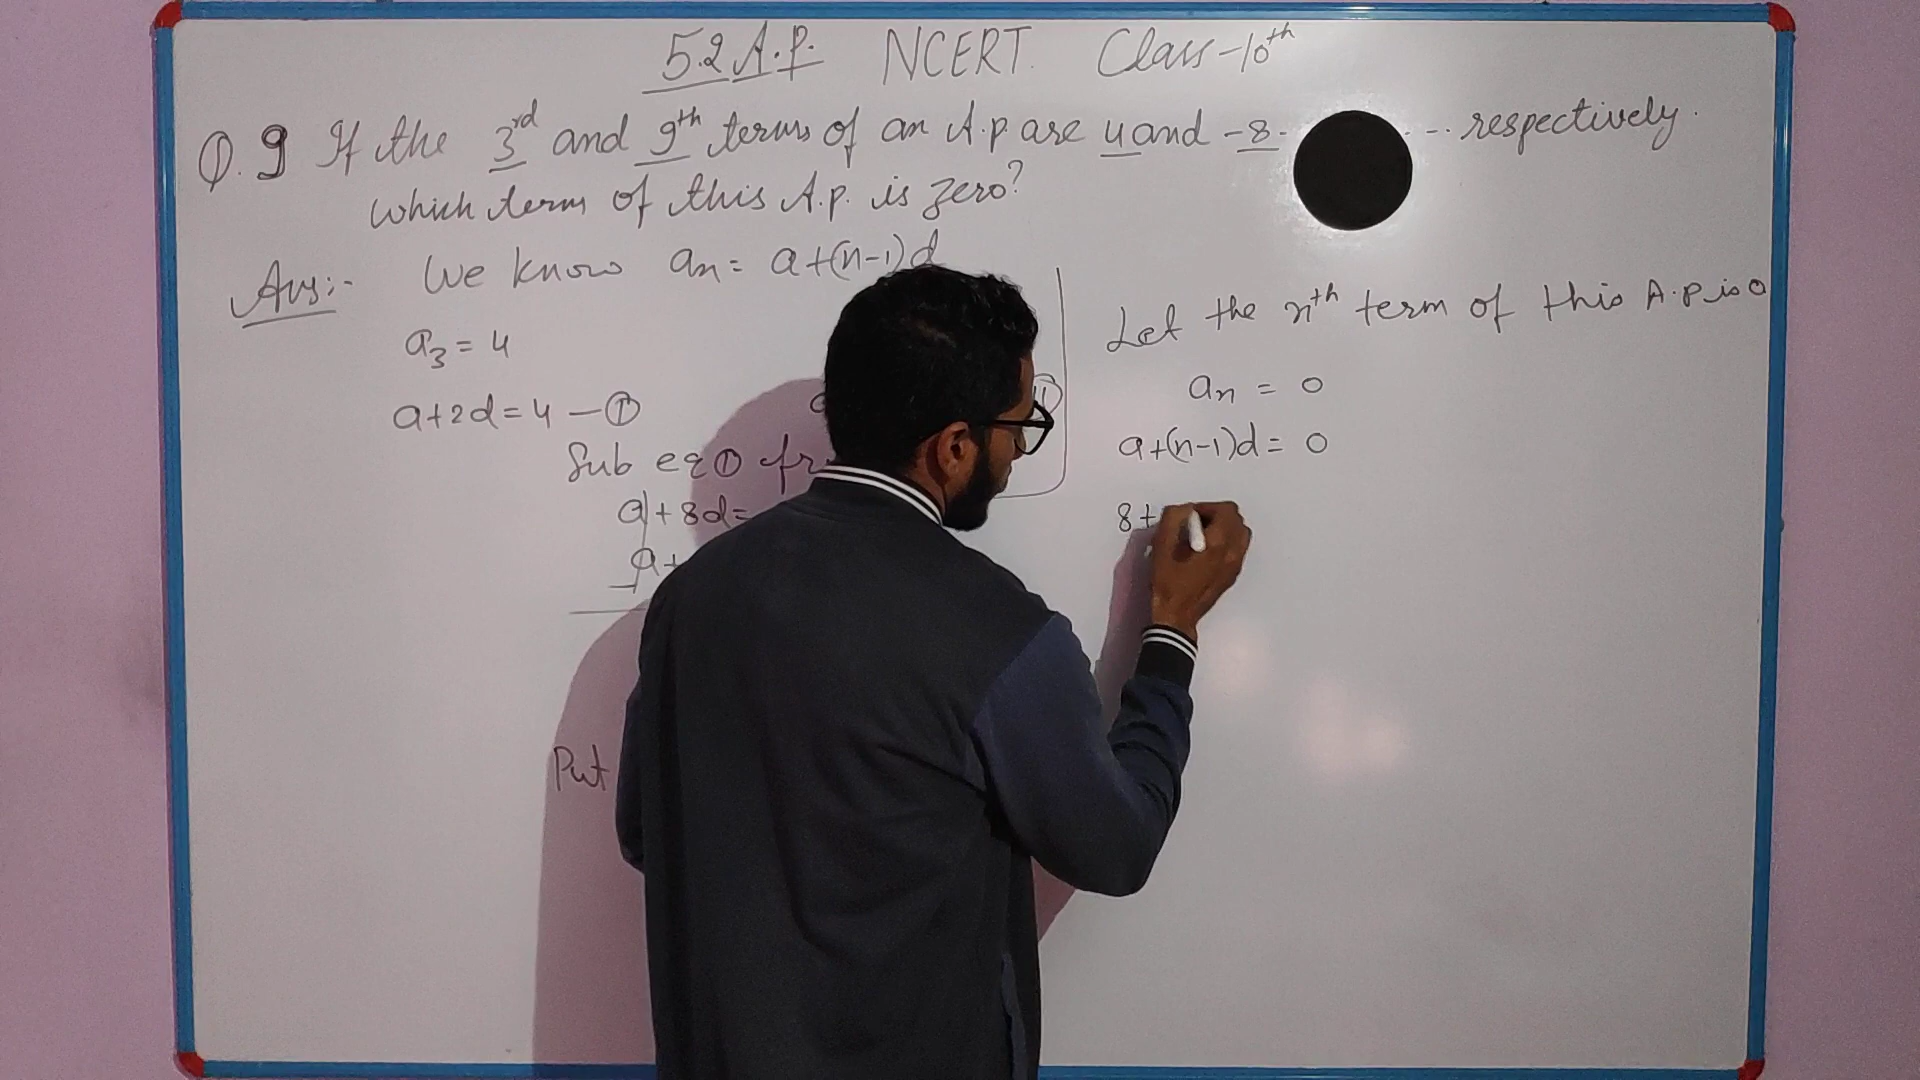 5.2 A.P. NCERT. Class-10th
Q.9 If the 3rd and 9th terms of an A.p are 4 and -8 - -- respectively.
which term of this A.p. is zero?
Ans:- We know an = a+(n-1)d
a3 = 4
a+2d=4 —①
Sub eq ①
a+8d=
a+
Put
Let the nth term of this A.P is 0
an = 0
a+(n-1)d= 0
8+